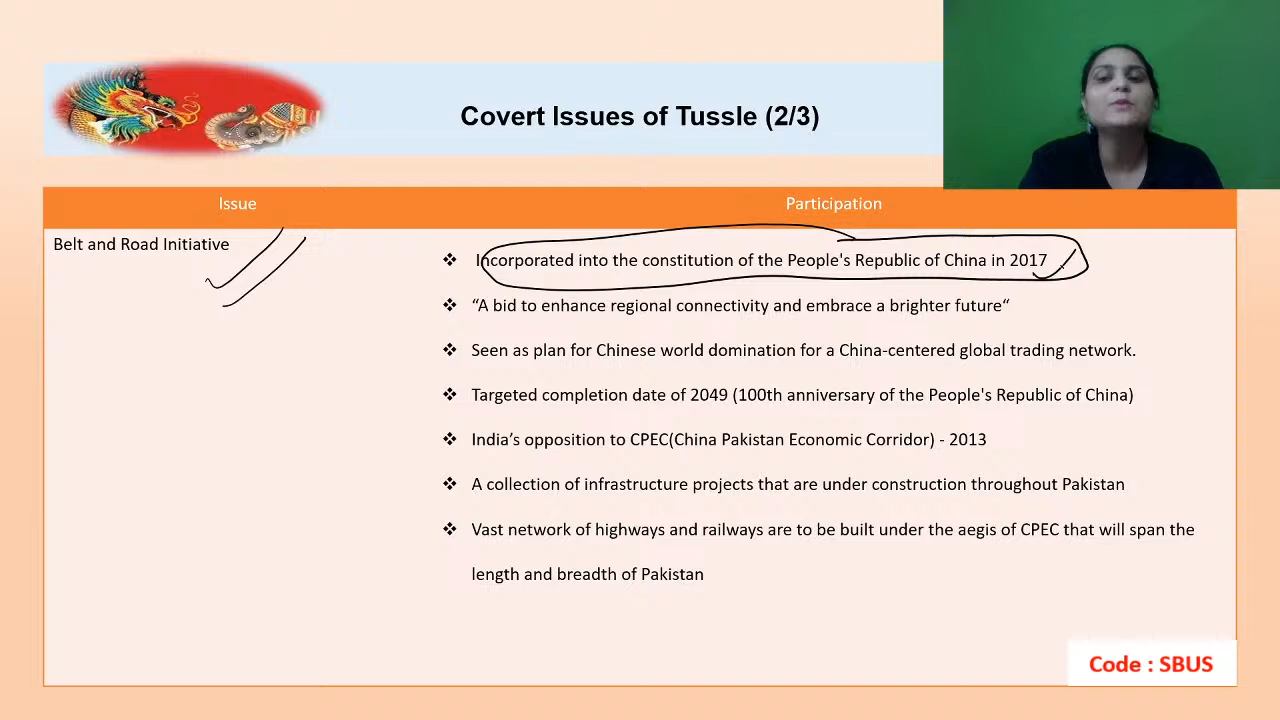 Covert Issues of Tussle (2/3)
Issue
Participation
Belt and Road Initiative
❖ Incorporated into the constitution of the People's Republic of China in 2017
❖ “A bid to enhance regional connectivity and embrace a brighter future“
❖ Seen as plan for Chinese world domination for a China-centered global trading network.
❖ Targeted completion date of 2049 (100th anniversary of the People's Republic of China)
❖ India’s opposition to CPEC(China Pakistan Economic Corridor) - 2013
❖ A collection of infrastructure projects that are under construction throughout Pakistan
❖ Vast network of highways and railways are to be built under the aegis of CPEC that will span the
length and breadth of Pakistan
Code : SBUS